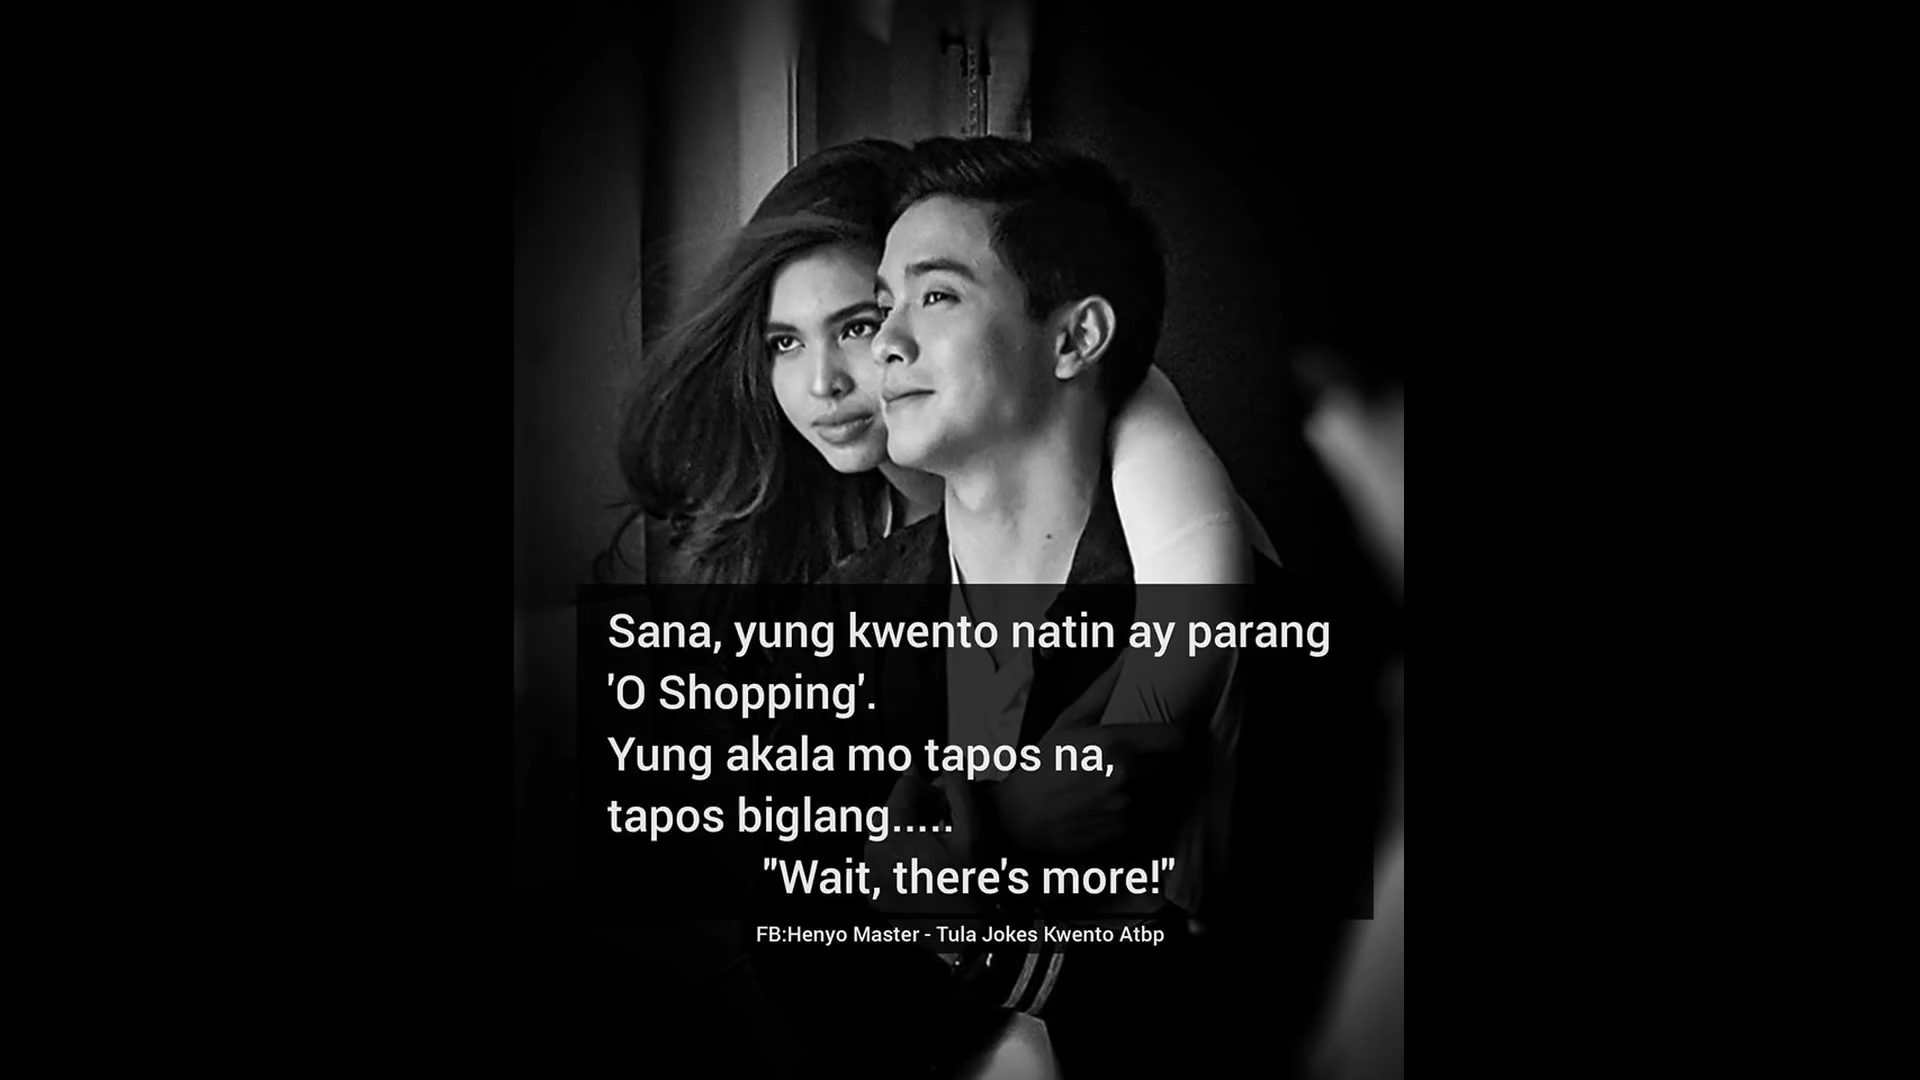 Sana, yung kwento natin ay parang
'O Shopping'.
Yung akala mo tapos na,
tapos biglang.....
"Wait, there's more!"
FB:Henyo Master - Tula Jokes Kwento Atbp